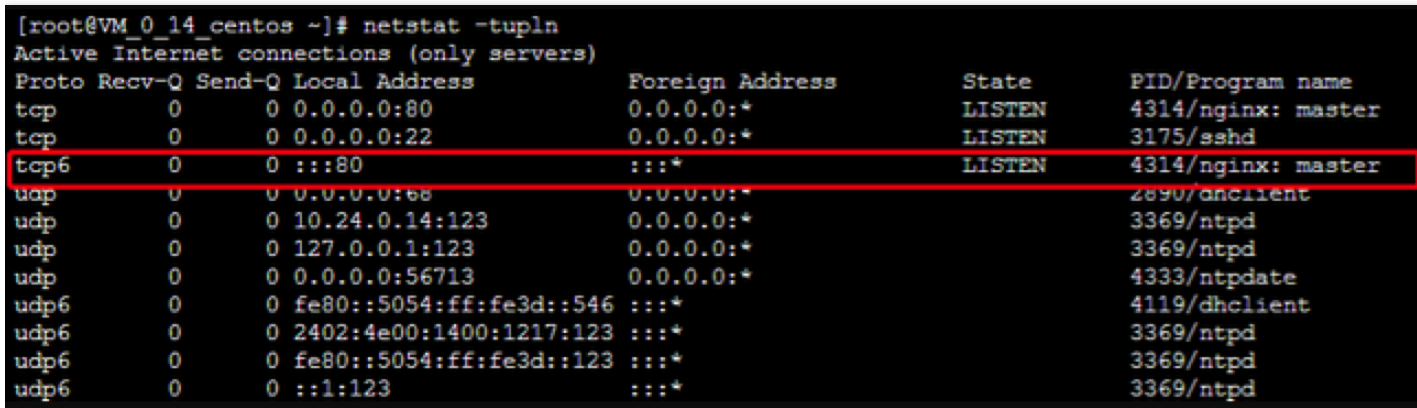 [root@VM_0_14_centos ~]# netstat -tupln
Active Internet connections (only servers)
Proto Recv-Q Send-Q Local Address Foreign Address State PID/Program name
tcp 0 0 0.0.0.0:80 0.0.0.0:* LISTEN 4314/nginx: master
tcp 0 0 0.0.0.0:22 0.0.0.0:* LISTEN 3175/sshd
tcp6 0 0 :::80 :::* LISTEN 4314/nginx: master
udp 0 0 0.0.0.0:68 0.0.0.0:* 2890/dhclient
udp 0 0 10.24.0.14:123 0.0.0.0:* 3369/ntpd
udp 0 0 127.0.0.1:123 0.0.0.0:* 3369/ntpd
udp 0 0 0.0.0.0:56713 0.0.0.0:* 4333/ntpdate
udp6 0 0 fe80::5054:ff:fe3d::546 :::* 4119/dhclient
udp6 0 0 2402:4e00:1400:1217:123 :::* 3369/ntpd
udp6 0 0 fe80::5054:ff:fe3d::123 :::* 3369/ntpd
udp6 0 0 ::1:123 :::* 3369/ntpd